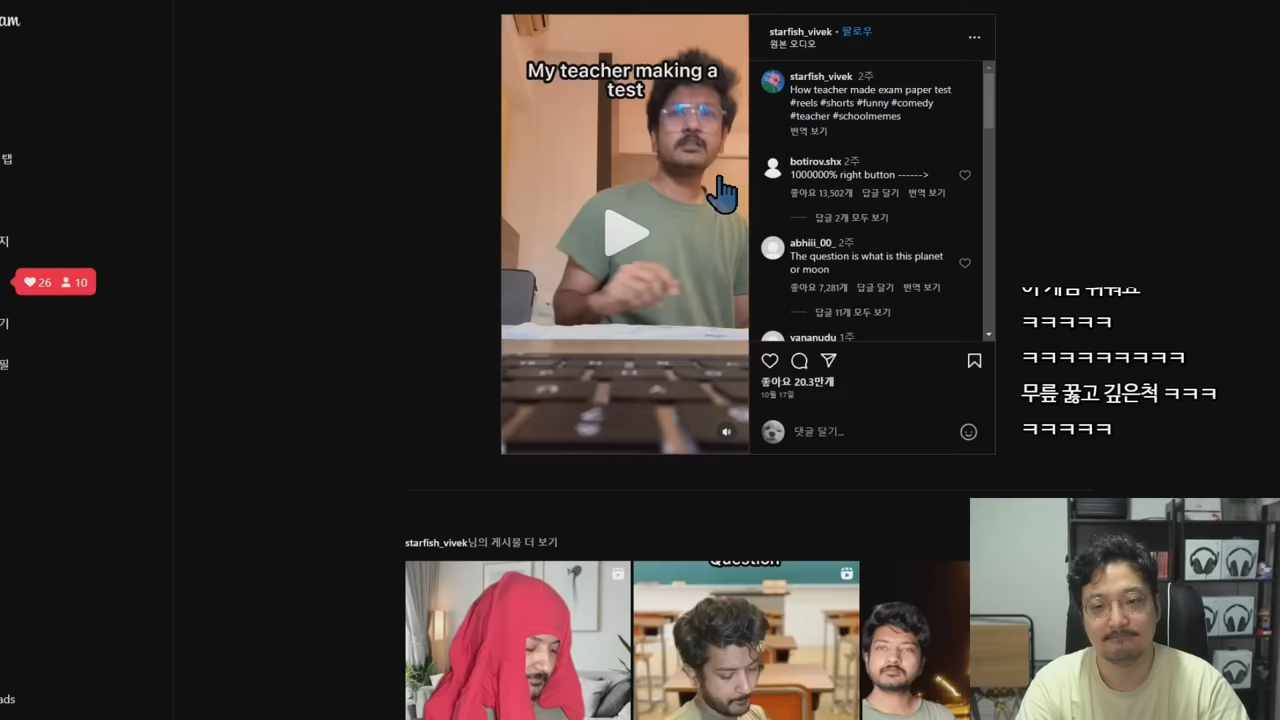 am
탭
지
26 10
기
필
ads
My teacher making a
test
starfish_vivek • 팔로우
원본 오디오
starfish_vivek 2주
How teacher made exam paper test
#reels #shorts #funny #comedy
#teacher #schoolmemes
번역 보기
botirov.shx 2주
1000000% right button ------>
좋아요 13,502개 답글 달기 번역 보기
답글 2개 모두 보기
abhiii_00_ 2주
The question is what is this planet
or moon
좋아요 7,281개 답글 달기 번역 보기
답글 11개 모두 보기
yananudu 1주
좋아요 20.3만개
10월 17일
댓글 달기...
ㅋㅋㅋㅋㅋ
ㅋㅋㅋㅋㅋㅋㅋㅋㅋ
무릎 꿇고 깊은척 ㅋㅋㅋ
ㅋㅋㅋㅋㅋ
starfish_vivek님의 게시물 더 보기
Question